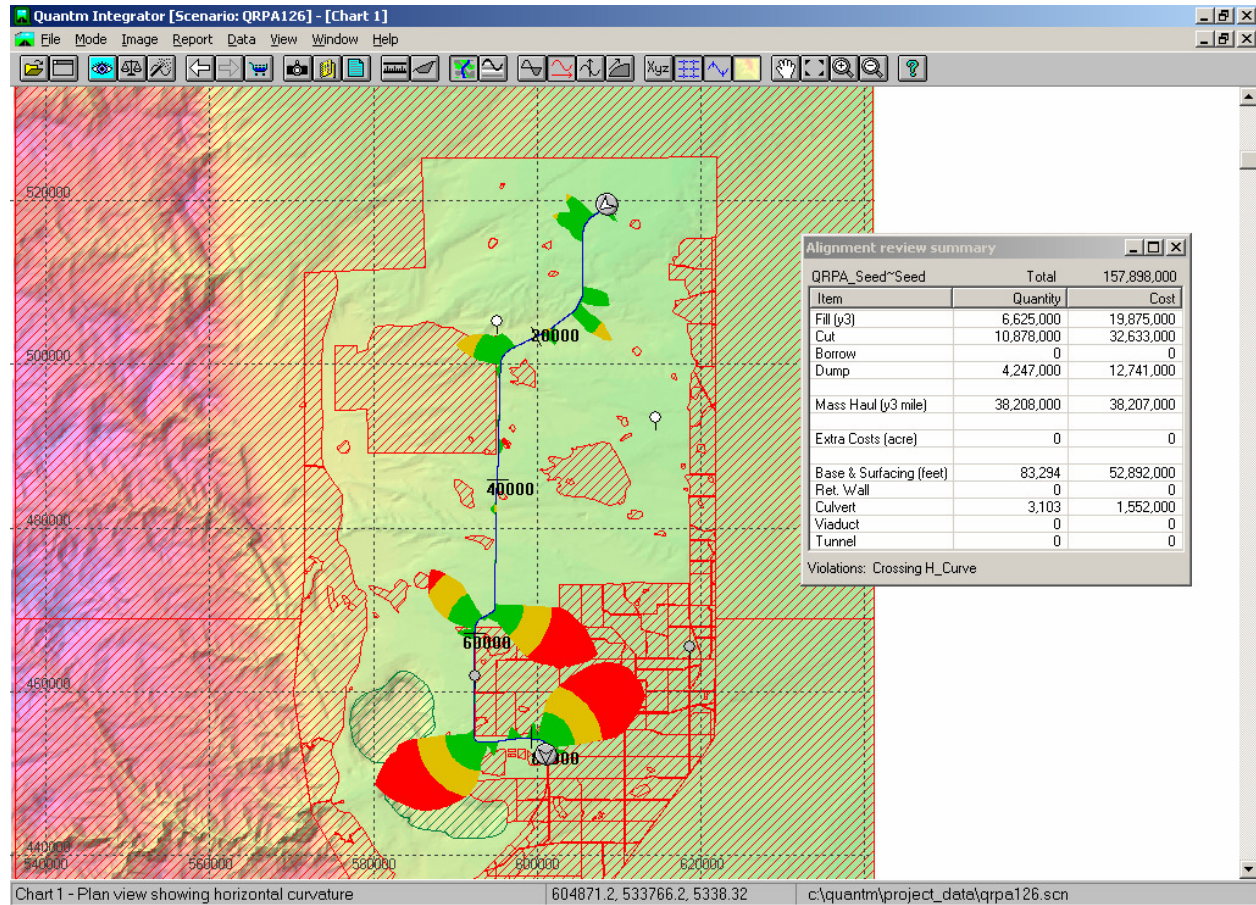 Quantm Integrator [Scenario: QRPA126] - [Chart 1]
File Mode Image Report Data View Window Help
Xyz
520000
500000
480000
460000
440000
540000 560000 580000 600000 620000
20000
40000
60000
80000
Alignment review summary
QRPA_Seed~Seed Total 157,898,000
Item Quantity Cost
Fill (y3) 6,625,000 19,875,000
Cut 10,878,000 32,633,000
Borrow 0 0
Dump 4,247,000 12,741,000
Mass Haul (y3 mile) 38,208,000 38,207,000
Extra Costs (acre) 0 0
Base & Surfacing (feet) 83,294 52,892,000
Ret. Wall 0 0
Culvert 3,103 1,552,000
Viaduct 0 0
Tunnel 0 0
Violations: Crossing H_Curve
Chart 1 - Plan view showing horizontal curvature 604871.2, 533766.2, 5338.32 c:\quantm\project_data\qrpa126.scn